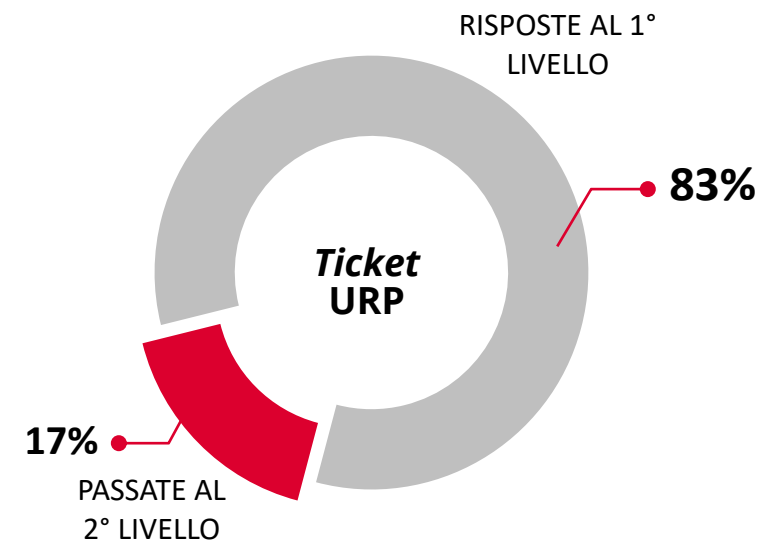 RISPOSTE AL 1°
LIVELLO
83%
Ticket
URP
17%
PASSATE AL
2° LIVELLO